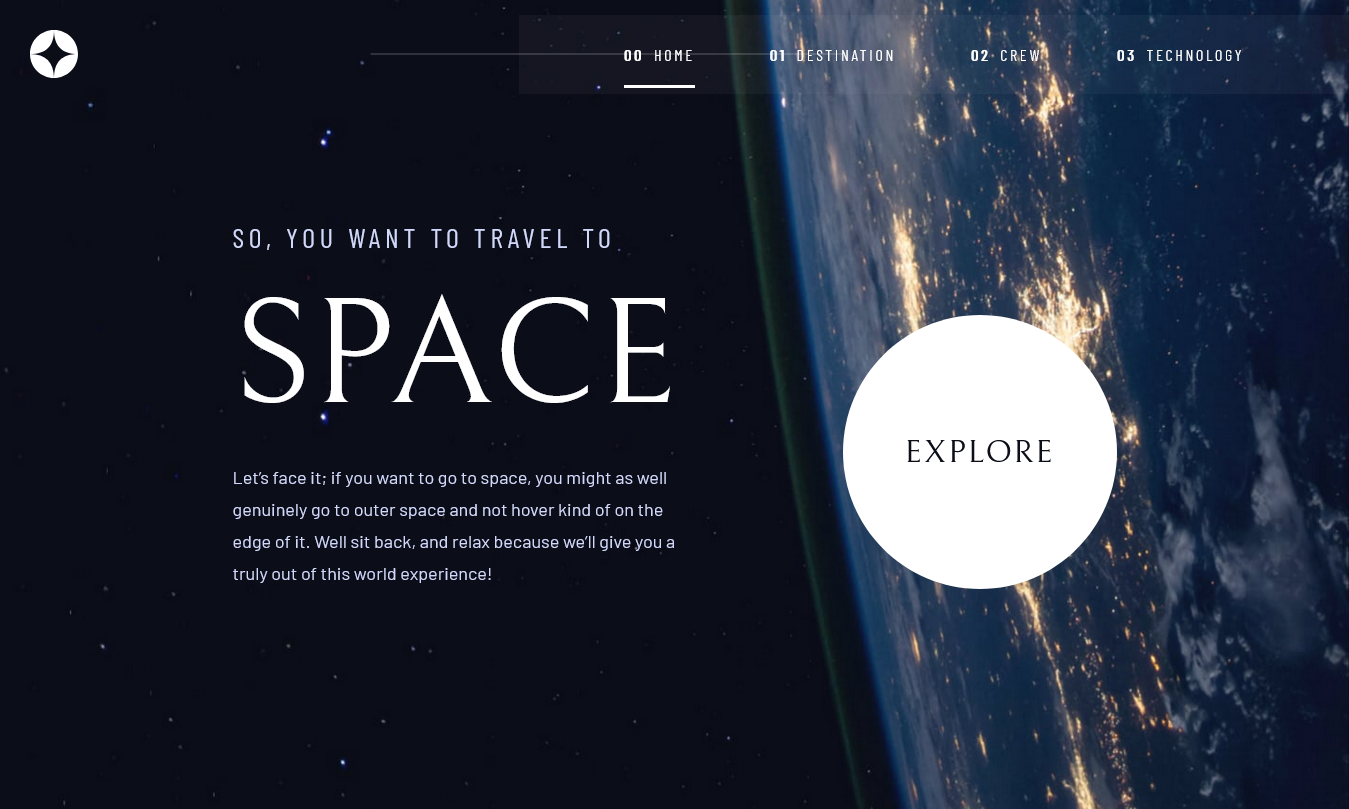 00 HOME 01 DESTINATION 02 CREW 03 TECHNOLOGY
SO, YOU WANT TO TRAVEL TO
SPACE
Let’s face it; if you want to go to space, you might as well
genuinely go to outer space and not hover kind of on the
edge of it. Well sit back, and relax because we’ll give you a
truly out of this world experience!
EXPLORE